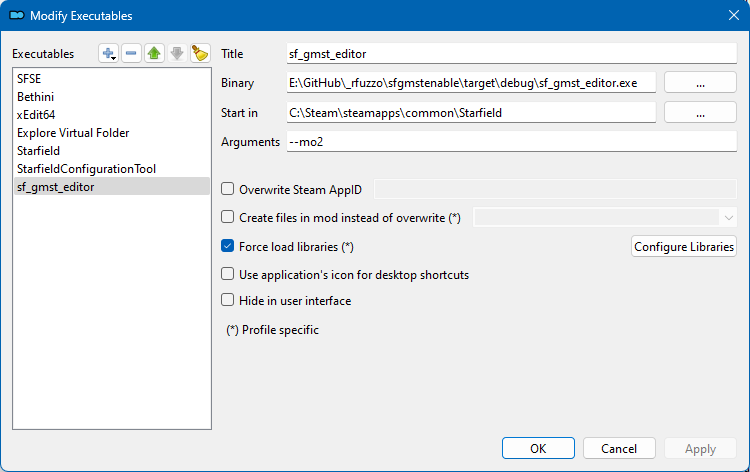 Modify Executables
Executables
SFSE
Bethini
xEdit64
Explore Virtual Folder
Starfield
StarfieldConfigurationTool
sf_gmst_editor
Title sf_gmst_editor
Binary E:\GitHub\_rfuzzo\sfgmstenable\target\debug\sf_gmst_editor.exe ...
Start in C:\Steam\steamapps\common\Starfield ...
Arguments --mo2
Overwrite Steam AppID
Create files in mod instead of overwrite (*)
Force load libraries (*) Configure Libraries
Use application's icon for desktop shortcuts
Hide in user interface
(*) Profile specific
OK Cancel Apply